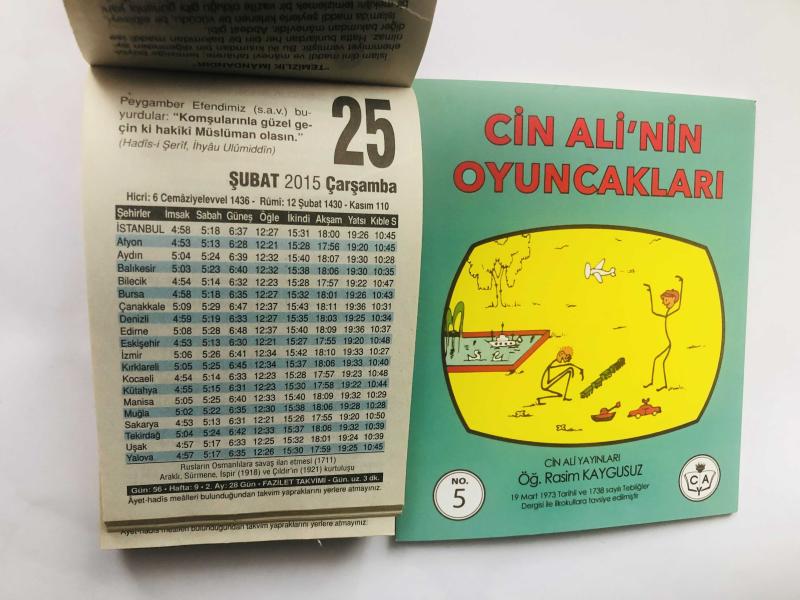 "TEMİZLİK İMANDANDIR"
Peygamber Efendimiz (s.a.v.) bu-
yurdular: "Komşularınla güzel ge-
çin ki hakîkî Müslüman olasın."
(Hadîs-i Şerîf, İhyâu Ulûmiddîn)
25
ŞUBAT 2015 Çarşamba
Hicri: 6 Cemâziyelevvel 1436 - Rûmî: 12 Şubat 1430 - Kasım 110
Şehirler İmsak Sabah Güneş Öğle İkindi Akşam Yatsı Kıble S
İSTANBUL 4:58 5:18 6:37 12:27 15:31 18:00 19:26 10:45
Afyon 4:53 5:13 6:28 12:21 15:28 17:56 19:20 10:45
Aydın 5:04 5:24 6:39 12:32 15:40 18:07 19:30 10:28
Balıkesir 5:03 5:23 6:40 12:32 15:38 18:06 19:30 10:35
Bilecik 4:54 5:14 6:32 12:23 15:28 17:57 19:22 10:47
Bursa 4:58 5:18 6:35 12:27 15:32 18:01 19:26 10:43
Çanakkale 5:09 5:29 6:47 12:37 15:43 18:11 19:36 10:31
Denizli 4:59 5:19 6:33 12:27 15:35 18:03 19:25 10:34
Edirne 5:08 5:28 6:48 12:37 15:40 18:09 19:36 10:37
Eskişehir 4:53 5:13 6:30 12:21 15:27 17:55 19:20 10:48
İzmir 5:06 5:26 6:41 12:34 15:42 18:10 19:33 10:27
Kırklareli 5:05 5:25 6:45 12:34 15:37 18:06 19:33 10:40
Kocaeli 4:54 5:14 6:33 12:23 15:28 17:57 19:23 10:48
Kütahya 4:55 5:15 6:31 12:23 15:30 17:58 19:22 10:44
Manisa 5:05 5:25 6:40 12:33 15:40 18:09 19:32 10:29
Muğla 5:02 5:22 6:35 12:30 15:38 18:06 19:28 10:28
Sakarya 4:53 5:13 6:31 12:21 15:26 17:55 19:20 10:50
Tekirdağ 5:04 5:24 6:42 12:33 15:37 18:06 19:32 10:39
Uşak 4:57 5:17 6:33 12:25 15:32 18:01 19:24 10:39
Yalova 4:57 5:17 6:35 12:26 15:30 17:59 19:25 10:45
Rusların Osmanlılara savaş ilan etmesi (1711)
Araklı, Sürmene, İspir (1918) ve Çıldır'ın (1921) kurtuluşu
Gün: 56 - Hafta: 9 - 2. Ay: 28 Gün - FAZİLET TAKVİMİ - Gün. uz. 3 dk.
Âyet-hadîs meâlleri bulunduğundan takvim yapraklarını yerlere atmayınız.
Âyet-hadîs meâlleri bulunduğundan takvim yapraklarını yerlere atmayınız.
CİN ALİ'NİN
OYUNCAKLARI
CİN ALİ YAYINLARI
Öğ. Rasim KAYGUSUZ
19 Mart 1973 Tarihli ve 1738 sayılı Tebliğler
Dergisi ile ilkokullara tavsiye edilmiştir
NO.
5
C A